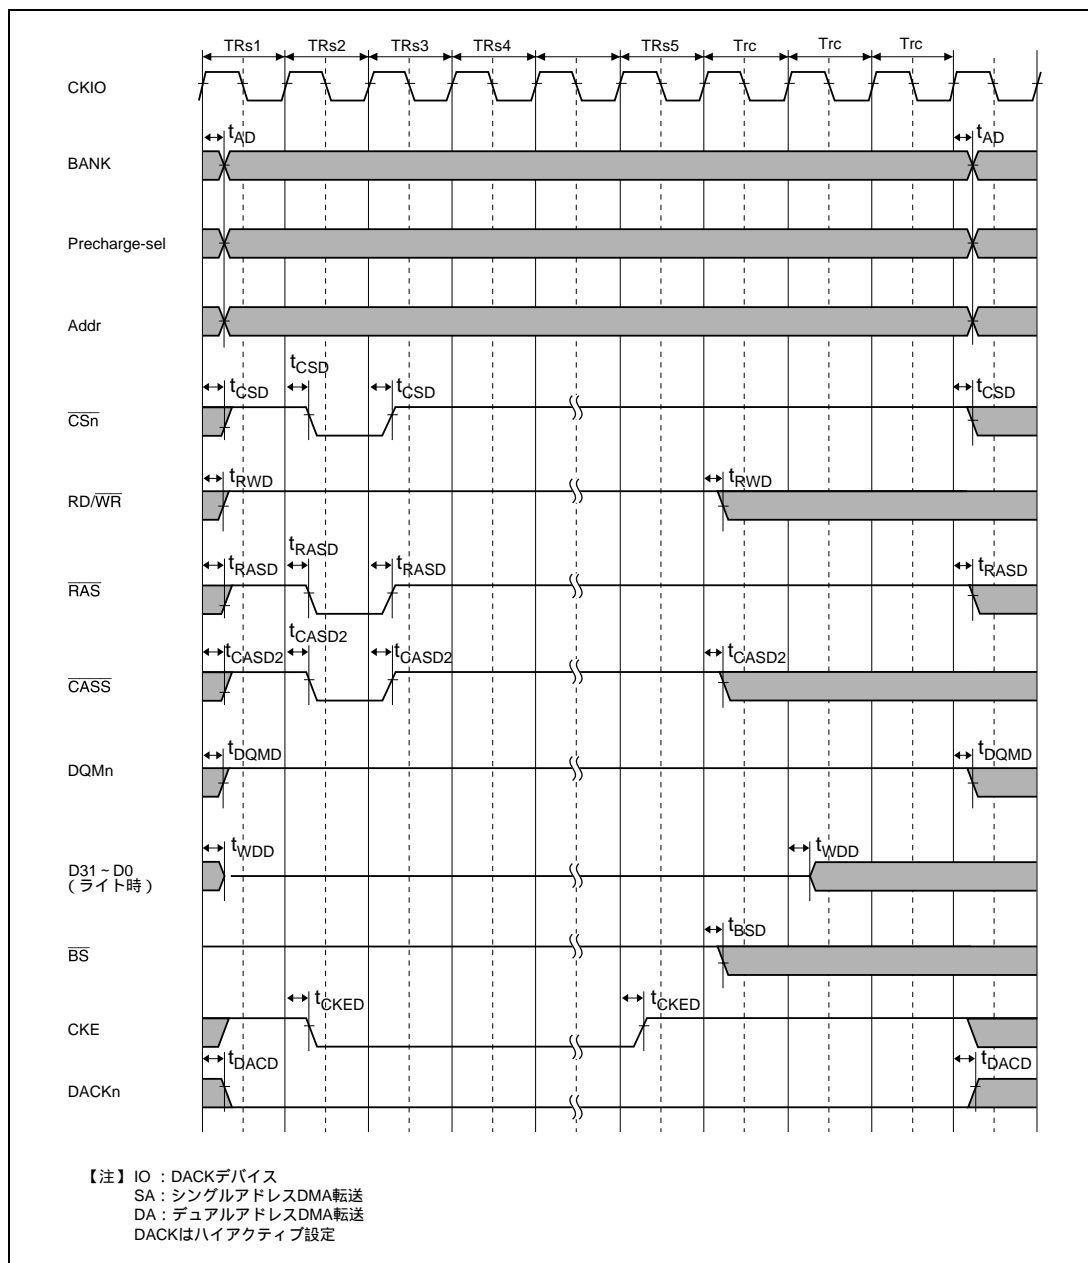 TRs1 TRs2 TRs3 TRs4 TRs5 Trc Trc Trc
CKIO
tAD tAD
BANK
Precharge-sel
Addr
tCSD tCSD tCSD tCSD
CSn
tRWD tRWD
RD/WR
tRASD tRASD tRASD tRASD
RAS
tCASD2 tCASD2 tCASD2 tCASD2
CASS
tDQMD tDQMD
DQMn
tWDD tWDD
D31~D0
(ライト時)
tBSD
BS
tCKED tCKED
CKE
tDACD tDACD
DACKn
【注】IO : DACKデバイス
SA : シングルアドレスDMA転送
DA : デュアルアドレスDMA転送
DACKはハイアクティブ設定